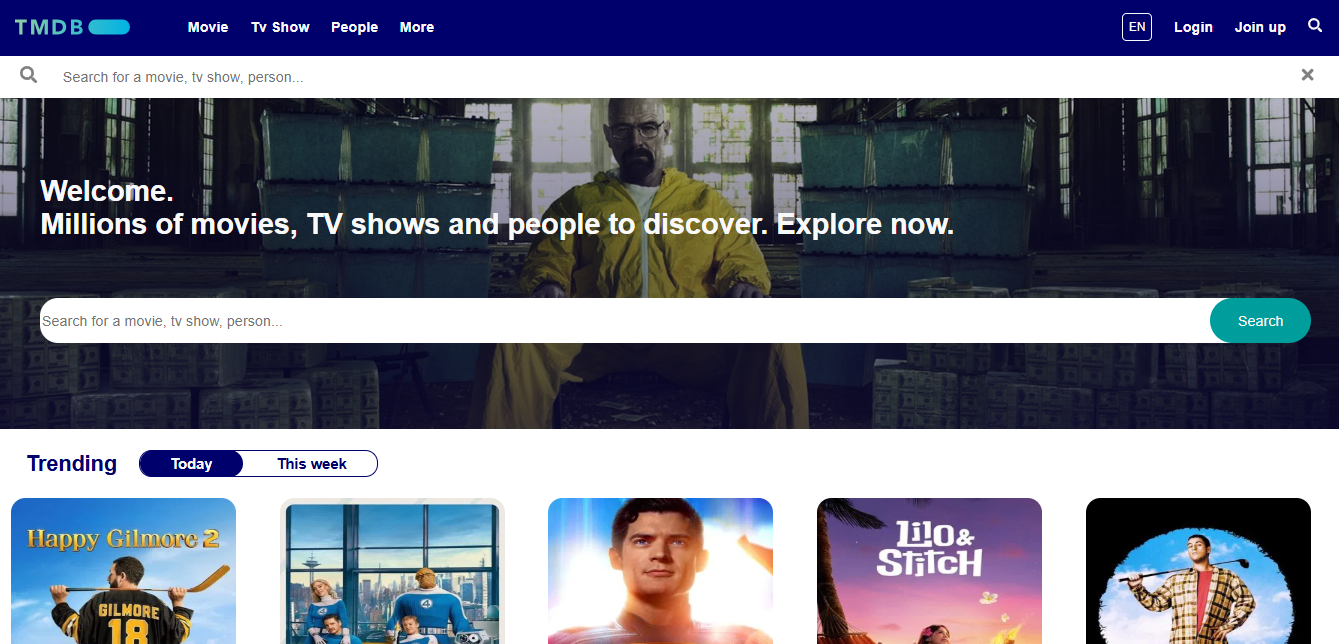 TMDB
Movie Tv Show People More
EN Login Join up
Search for a movie, tv show, person...
Welcome.
Millions of movies, TV shows and people to discover. Explore now.
Search for a movie, tv show, person... Search
Trending Today This week
Happy Gilmore 2
GILMORE
18
4
LILO &
STITCH